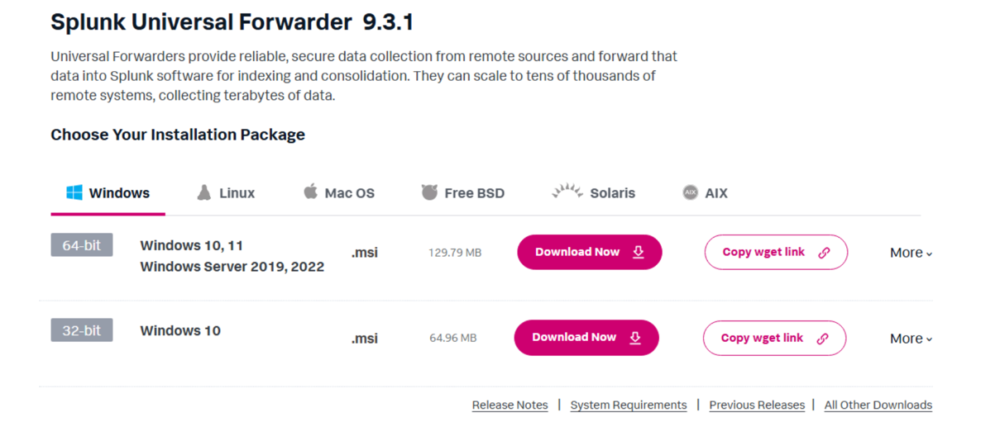 Splunk Universal Forwarder 9.3.1
Universal Forwarders provide reliable, secure data collection from remote sources and forward that
data into Splunk software for indexing and consolidation. They can scale to tens of thousands of
remote systems, collecting terabytes of data.
Choose Your Installation Package
Windows Linux Mac OS Free BSD Solaris AIX AIX
64-bit Windows 10, 11 .msi 129.79 MB Download Now Copy wget link More
Windows Server 2019, 2022
32-bit Windows 10 .msi 64.96 MB Download Now Copy wget link More
Release Notes | System Requirements | Previous Releases | All Other Downloads